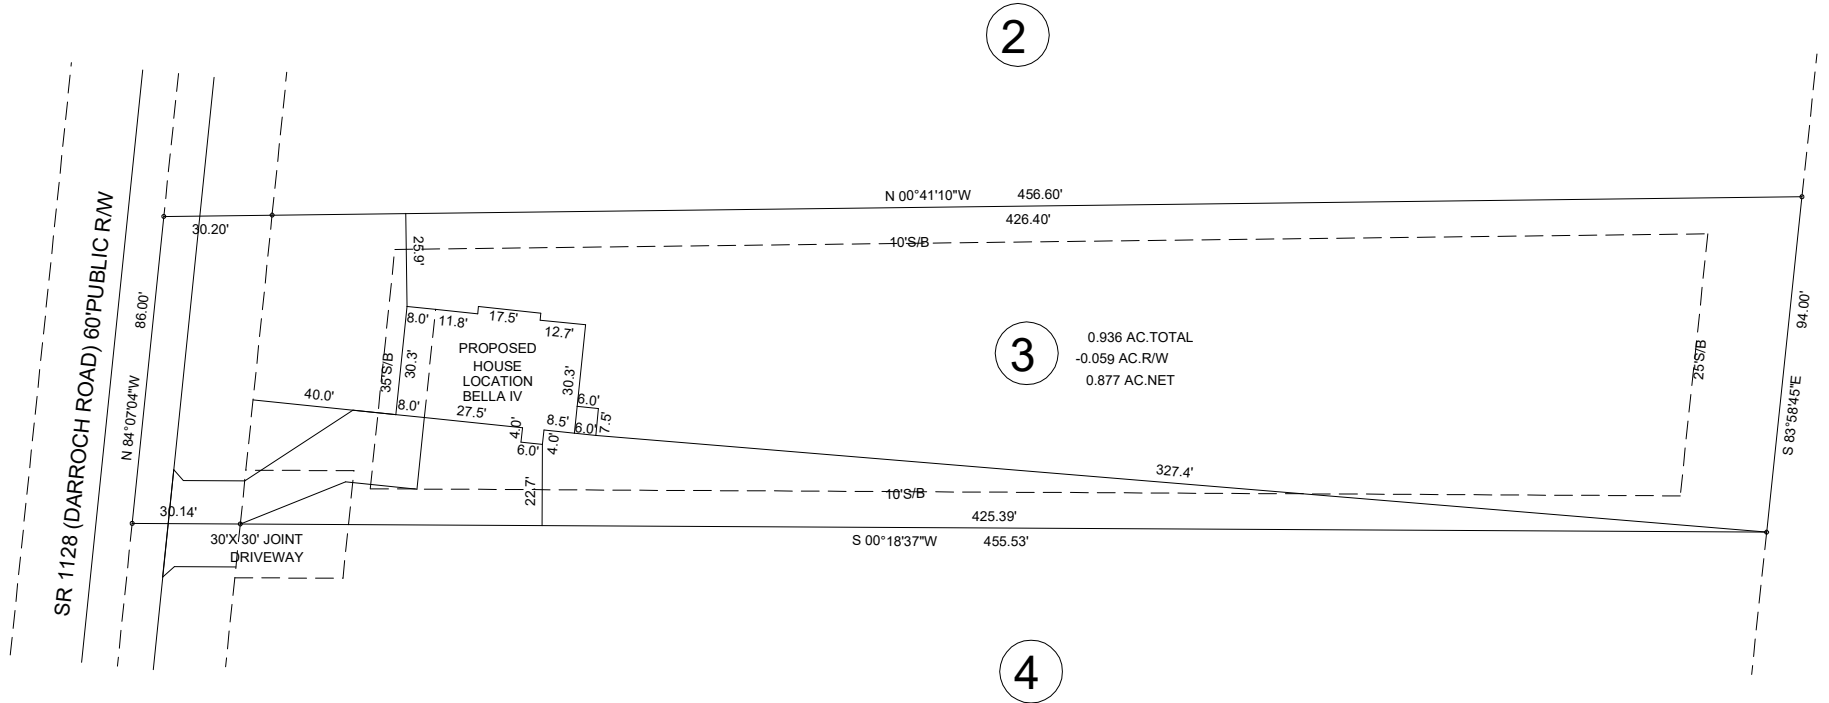 2
N 00°41'10"W 456.60'
426.40'
30.20'
25.9'
10'S/B
SR 1128 (DARROCH ROAD) 60'PUBLIC R/W
86.00'
N 84°07'04"W
8.0'
11.8'
17.5'
12.7'
35'S/B
30.3'
PROPOSED
HOUSE
LOCATION
BELLA IV
30.3'
3
0.936 AC.TOTAL
-0.059 AC.R/W
0.877 AC.NET
25'S/B
94.00'
S 83°58'45"E
40.0'
8.0'
27.5'
4.0'
6.0'
8.5'
4.0'
6.0'
6.0'
7.5'
327.4'
22.7'
10'S/B
30.14'
425.39'
S 00°18'37"W 455.53'
30'X 30' JOINT
DRIVEWAY
4